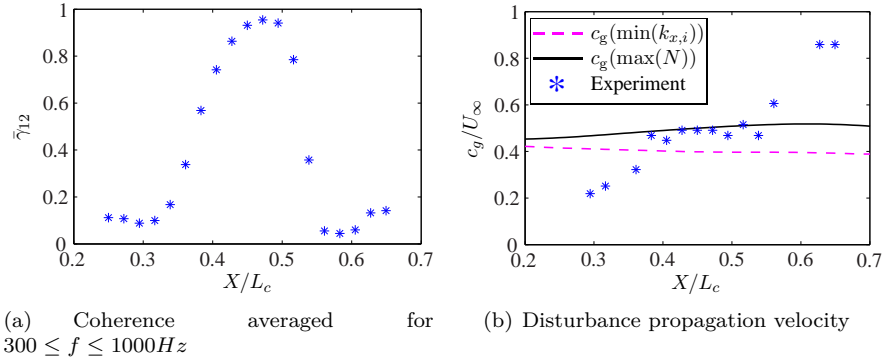 1
0.8
0.6
0.4
0.2
0
γ̄₁₂
0.2 0.3 0.4 0.5 0.6 0.7
X/L_c
(a) Coherence averaged for
300 ≤ f ≤ 1000Hz
1
0.8
0.6
0.4
0.2
0
c_g/U_∞
c_g(min(k_{x,i}))
c_g(max(N))
Experiment
0.2 0.3 0.4 0.5 0.6 0.7
X/L_c
(b) Disturbance propagation velocity